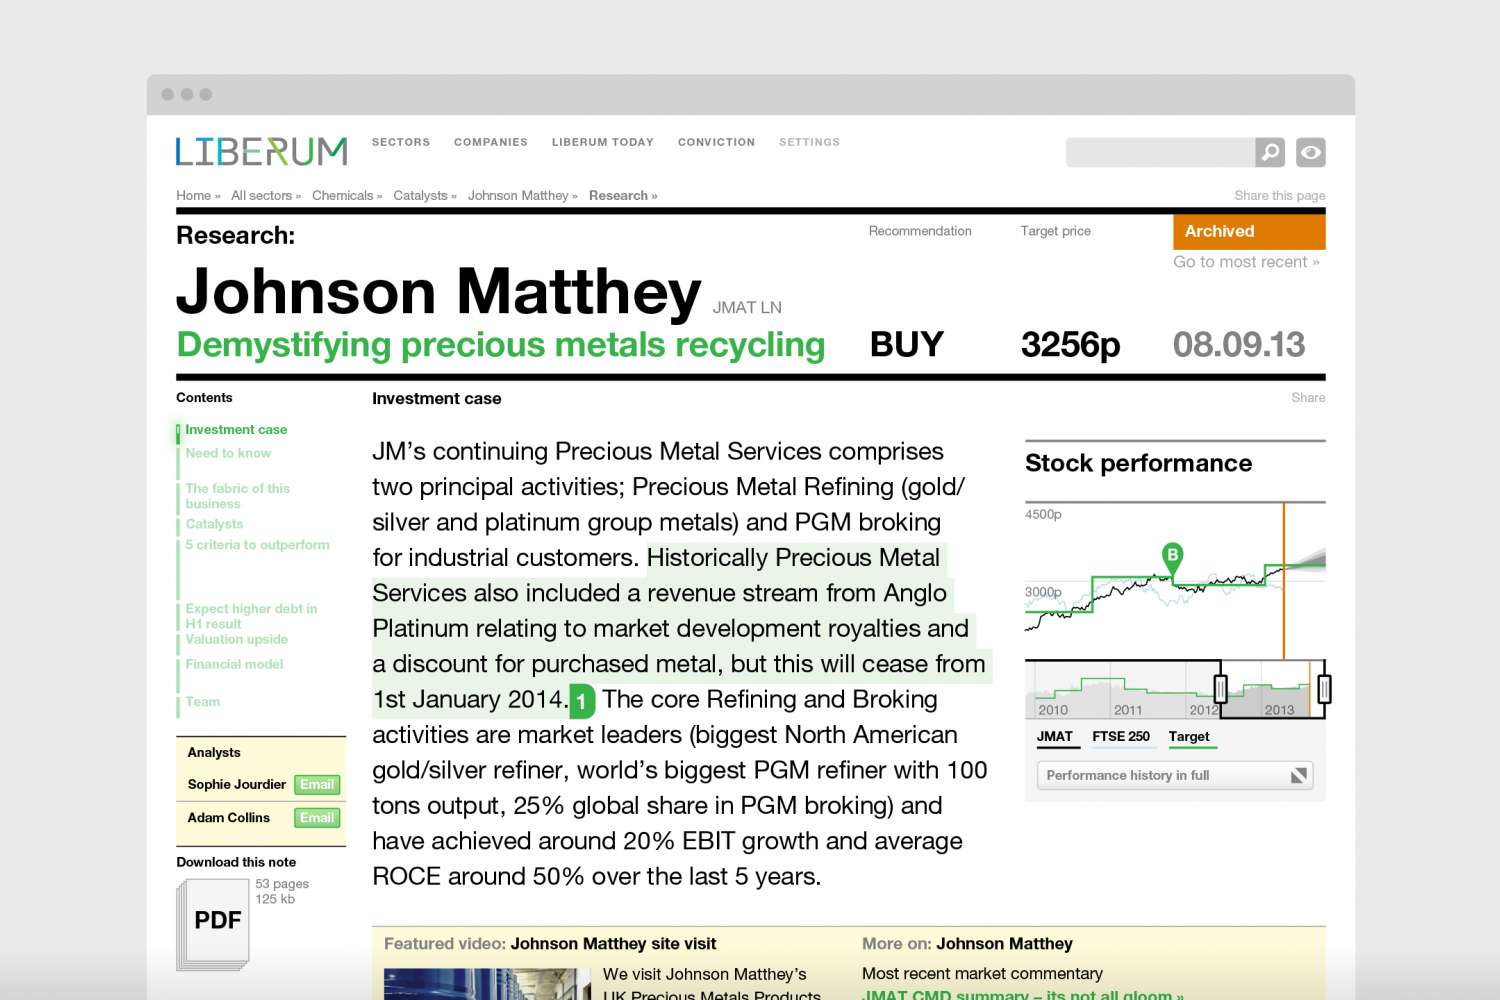 LIBERUM
SECTORS COMPANIES LIBERUM TODAY CONVICTION SETTINGS
Home » All sectors » Chemicals » Catalysts » Johnson Matthey » Research »
Share this page
Research:
Recommendation
Target price
Archived
Go to most recent »
Johnson Matthey JMAT LN
Demystifying precious metals recycling
BUY
3256p
08.09.13
Contents
Investment case
Need to know
The fabric of this
business
Catalysts
5 criteria to outperform
Expect higher debt in
H1 result
Valuation upside
Financial model
Team
Analysts
Sophie Jourdier Email
Adam Collins Email
Download this note
PDF
53 pages
125 kb
Investment case
Share
JM’s continuing Precious Metal Services comprises
two principal activities; Precious Metal Refining (gold/
silver and platinum group metals) and PGM broking
for industrial customers. Historically Precious Metal
Services also included a revenue stream from Anglo
Platinum relating to market development royalties and
a discount for purchased metal, but this will cease from
1st January 2014. 1 The core Refining and Broking
activities are market leaders (biggest North American
gold/silver refiner, world’s biggest PGM refiner with 100
tons output, 25% global share in PGM broking) and
have achieved around 20% EBIT growth and average
ROCE around 50% over the last 5 years.
Stock performance
4500p
B
3000p
2010 2011 2012 2013
JMAT FTSE 250 Target
Performance history in full
Featured video: Johnson Matthey site visit
We visit Johnson Matthey’s
UK Precious Metals Products
More on: Johnson Matthey
Most recent market commentary
JMAT CMD summary – its not all gloom »